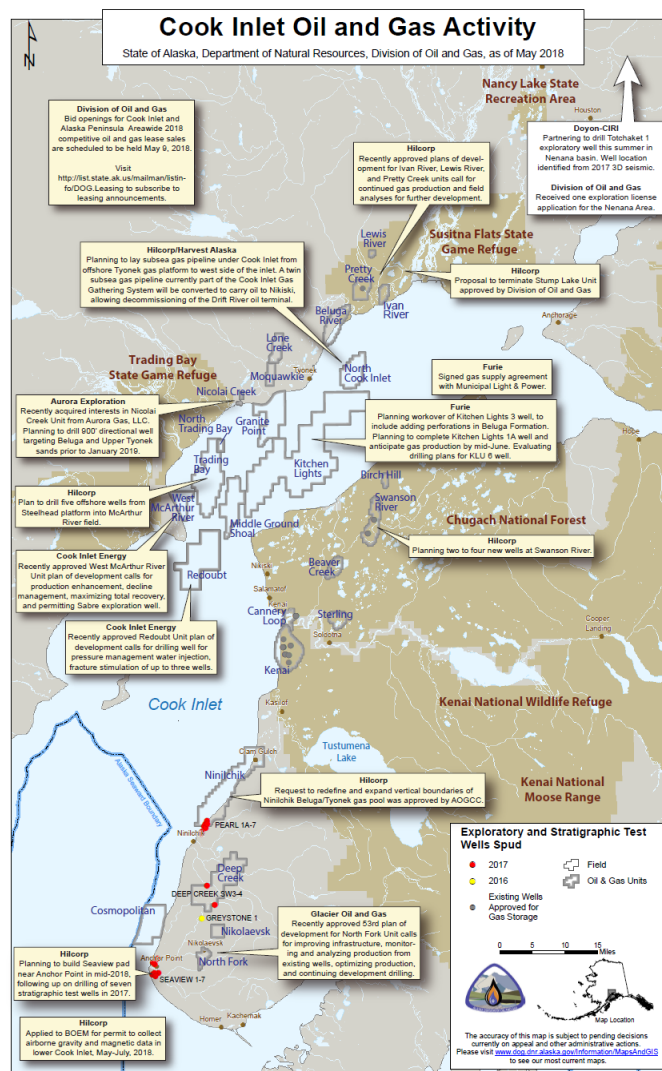 Cook Inlet Oil and Gas Activity
State of Alaska, Department of Natural Resources, Division of Oil and Gas, as of May 2018
N
Nancy Lake State
Recreation Area
Houston
Division of Oil and Gas
Bid openings for Cook Inlet and
Alaska Peninsula Areawide 2018
competitive oil and gas lease sales
are scheduled to be held May 9, 2018.
Visit
http://list.state.ak.us/mailman/listin-
fo/DOG.Leasing to subscribe to
leasing announcements.
Doyon-CIRI
Partnering to drill Totchaket 1
exploratory well this summer in
Nenana basin. Well location
identified from 2017 3D seismic.
Division of Oil and Gas
Received one exploration license
application for the Nenana Area.
Hilcorp
Recently approved plans of devel-
opment for Ivan River, Lewis River,
and Pretty Creek units call for
continued gas production and field
analyses for further development.
Lewis
River
Susitna Flats State
Game Refuge
Hilcorp/Harvest Alaska
Planning to lay subsea gas pipeline under Cook Inlet from
offshore Tyonek gas platform to west side of the inlet. A twin
subsea gas pipeline currently part of the Cook Inlet Gas
Gathering System will be converted to carry oil to Nikiski,
allowing decommissioning of the Drift River oil terminal.
Pretty
Creek
Hilcorp
Proposal to terminate Stump Lake Unit
approved by Division of Oil and Gas
Ivan
River
Beluga
River
Anchorage
Lone
Creek
Trading Bay
State Game Refuge
Moquawkie
Tyonek
North
Cook Inlet
Furie
Signed gas supply agreement
with Municipal Light & Power.
Nicolai Creek
Aurora Exploration
Recently acquired interests in Nicolai
Creek Unit from Aurora Gas, LLC.
Planning to drill 900' directional well
targeting Beluga and Upper Tyonek
sands prior to January 2019.
North
Trading Bay
Granite
Point
Furie
Planning workover of Kitchen Lights 3 well, to
include adding perforations in Beluga Formation.
Planning to complete Kitchen Lights 1A well and
anticipate gas production by mid-June. Evaluating
drilling plans for KLU 6 well.
Hope
Trading
Bay
Kitchen
Lights
Birch Hill
Hilcorp
Plan to drill five offshore wells from
Steelhead platform into McArthur
River field.
West
McArthur
River
Swanson
River
Middle Ground
Shoal
Chugach National Forest
Hilcorp
Planning two to four new wells at Swanson River.
Cook Inlet Energy
Recently approved West McArthur River
Unit plan of development calls for
production enhancement, decline
management, maximizing total recovery,
and permitting Sabre exploration well.
Redoubt
Nikiski
Beaver
Creek
Salamatof
Kenai
Cannery
Loop
Sterling
Soldotna
Cooper
Landing
Cook Inlet Energy
Recently approved Redoubt Unit plan of
development calls for drilling well for
pressure management water injection,
fracture stimulation of up to three wells.
Kenai
Cook Inlet
Kasilof
Kenai National Wildlife Refuge
Tustumena
Lake
Clam Gulch
Alaska Seaward Boundary
Ninilchik
Hilcorp
Request to redefine and expand vertical boundaries of
Ninilchik Beluga/Tyonek gas pool was approved by AOGCC.
Kenai National
Moose Range
PEARL 1A-7
Ninilchik
Deep
Creek
DEEP CREEK SW3-4
GREYSTONE 1
Cosmopolitan
Nikolaevsk
Nikolaevsk
North Fork
Glacier Oil and Gas
Recently approved 53rd plan of
development for North Fork Unit calls
for improving infrastructure, monitor-
ing and analyzing production from
existing wells, optimizing production,
and continuing development drilling.
Hilcorp
Planning to build Seaview pad
near Anchor Point in mid-2018,
following up on drilling of seven
stratigraphic test wells in 2017.
Anchor Point
SEAVIEW 1-7
Homer
Kachemak
Hilcorp
Applied to BOEM for permit to collect
airborne gravity and magnetic data in
lower Cook Inlet, May-July, 2018.
Exploratory and Stratigraphic Test
Wells Spud
2017
2016
Existing Wells
Approved for
Gas Storage
Field
Oil & Gas Units
0 5 10 15
Miles
Map Location
The accuracy of this map is subject to pending decisions
currently on appeal and other administrative actions.
Please visit www.dog.dnr.alaska.gov/Information/MapsAndGIS
to see our most current maps.